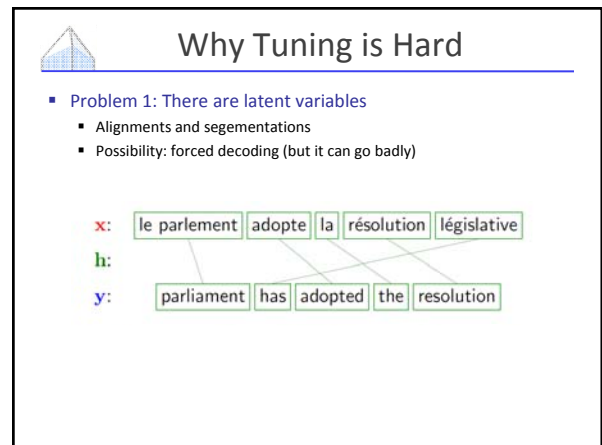 Why Tuning is Hard
Problem 1: There are latent variables
Alignments and segementations
Possibility: forced decoding (but it can go badly)
x: le parlement adopte la résolution législative
h:
y: parliament has adopted the resolution